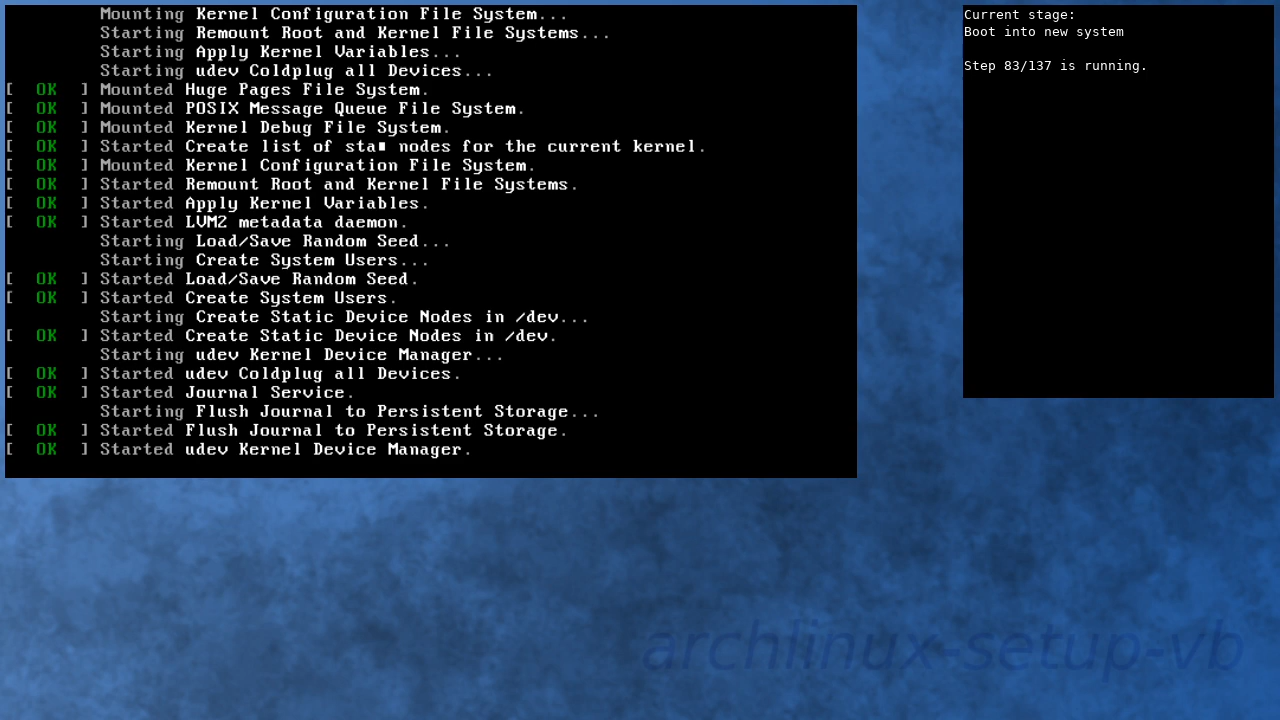 Mounting Kernel Configuration File System...
Starting Remount Root and Kernel File Systems...
Starting Apply Kernel Variables...
Starting udev Coldplug all Devices...
[  OK  ] Mounted Huge Pages File System.
[  OK  ] Mounted POSIX Message Queue File System.
[  OK  ] Mounted Kernel Debug File System.
[  OK  ] Started Create list of sta∎ nodes for the current kernel.
[  OK  ] Mounted Kernel Configuration File System.
[  OK  ] Started Remount Root and Kernel File Systems.
[  OK  ] Started Apply Kernel Variables.
[  OK  ] Started LVM2 metadata daemon.
Starting Load/Save Random Seed...
Starting Create System Users...
[  OK  ] Started Load/Save Random Seed.
[  OK  ] Started Create System Users.
Starting Create Static Device Nodes in /dev...
[  OK  ] Started Create Static Device Nodes in /dev.
Starting udev Kernel Device Manager...
[  OK  ] Started udev Coldplug all Devices.
[  OK  ] Started Journal Service.
Starting Flush Journal to Persistent Storage...
[  OK  ] Started Flush Journal to Persistent Storage.
[  OK  ] Started udev Kernel Device Manager.
Current stage:
Boot into new system
Step 83/137 is running.
archlinux-setup-vb